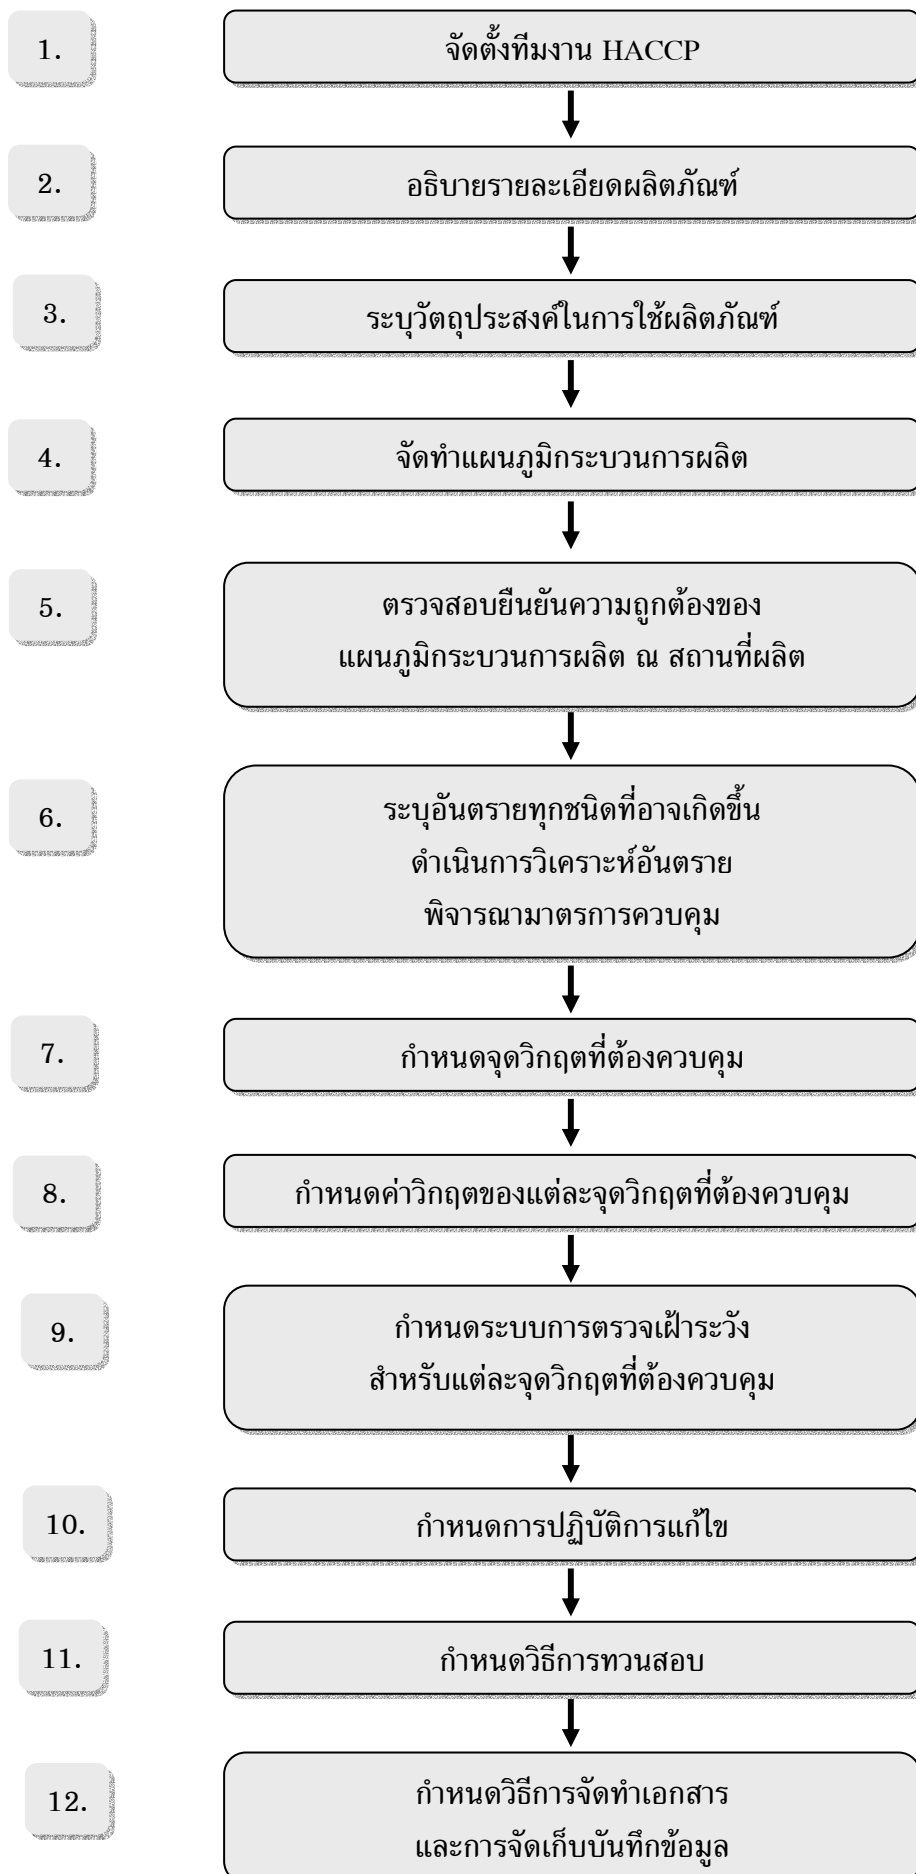 1. จัดตั้งทีมงาน HACCP
2. อธิบายรายละเอียดผลิตภัณฑ์
3. ระบุวัตถุประสงค์ในการใช้ผลิตภัณฑ์
4. จัดทำแผนภูมิกระบวนการผลิต
5. ตรวจสอบยืนยันความถูกต้องของ
แผนภูมิกระบวนการผลิต ณ สถานที่ผลิต
6. ระบุอันตรายทุกชนิดที่อาจเกิดขึ้น
ดำเนินการวิเคราะห์อันตราย
พิจารณามาตรการควบคุม
7. กำหนดจุดวิกฤตที่ต้องควบคุม
8. กำหนดค่าวิกฤตของแต่ละจุดวิกฤตที่ต้องควบคุม
9. กำหนดระบบการตรวจเฝ้าระวัง
สำหรับแต่ละจุดวิกฤตที่ต้องควบคุม
10. กำหนดการปฏิบัติการแก้ไข
11. กำหนดวิธีการทวนสอบ
12. กำหนดวิธีการจัดทำเอกสาร
และการจัดเก็บบันทึกข้อมูล